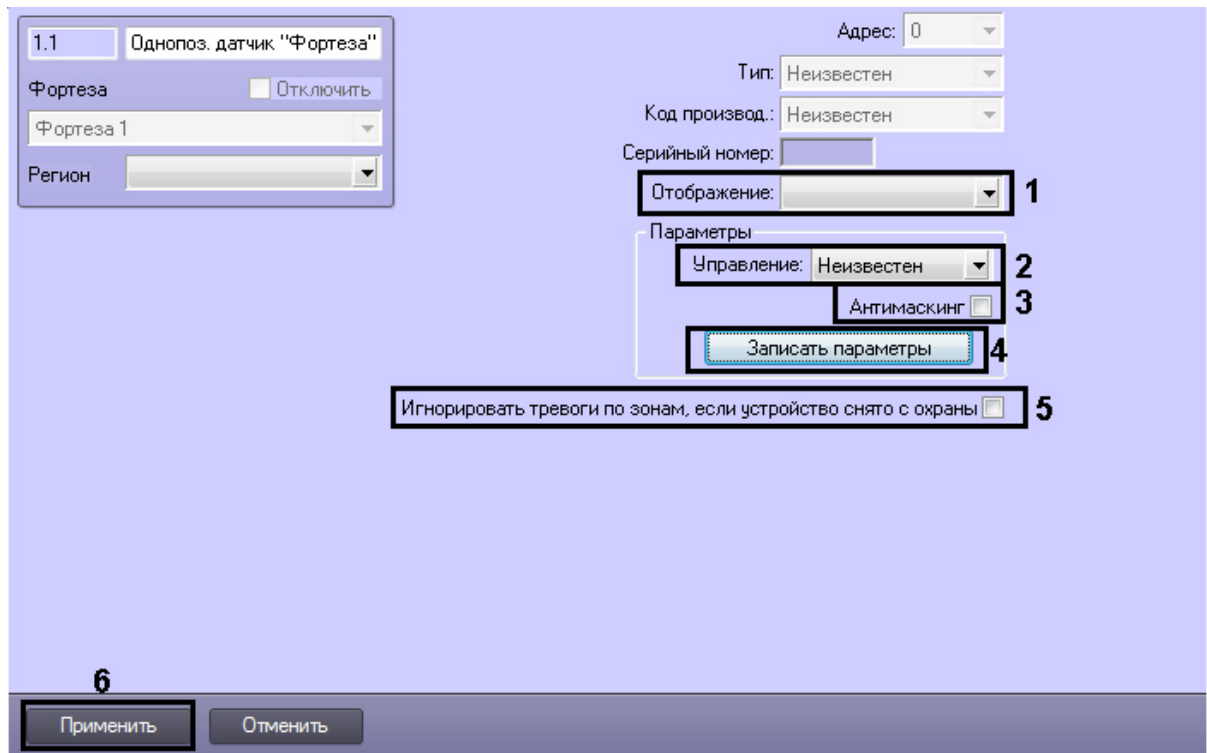 1.1 Однопоз. датчик "Фортеза"
Фортеза Отключить
Фортеза 1
Регион
Адрес: 0
Тип: Неизвестен
Код производ.: Неизвестен
Серийный номер:
Отображение: 1
Параметры
Управление: Неизвестен 2
Антимаскинг 3
Записать параметры 4
Игнорировать тревоги по зонам, если устройство снято с охраны 5
6
Применить Отменить